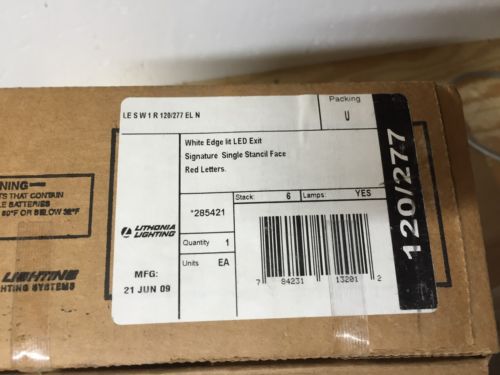 LE S W 1 R 120/277 EL N
Packing
U
White Edge lit LED Exit
Signature Single Stancil Face
Red Letters.
120/277
LITHONIA
LIGHTING
Stack: 6 Lamps: YES
*285421
Quantity 1
Units EA
7 84231 13201 2
MFG:
21 JUN 09
NING—
TS THAT CONTAIN
LE BATTERIES
OR BELOW 32°F
LIGHTING
HTING SYSTEMS